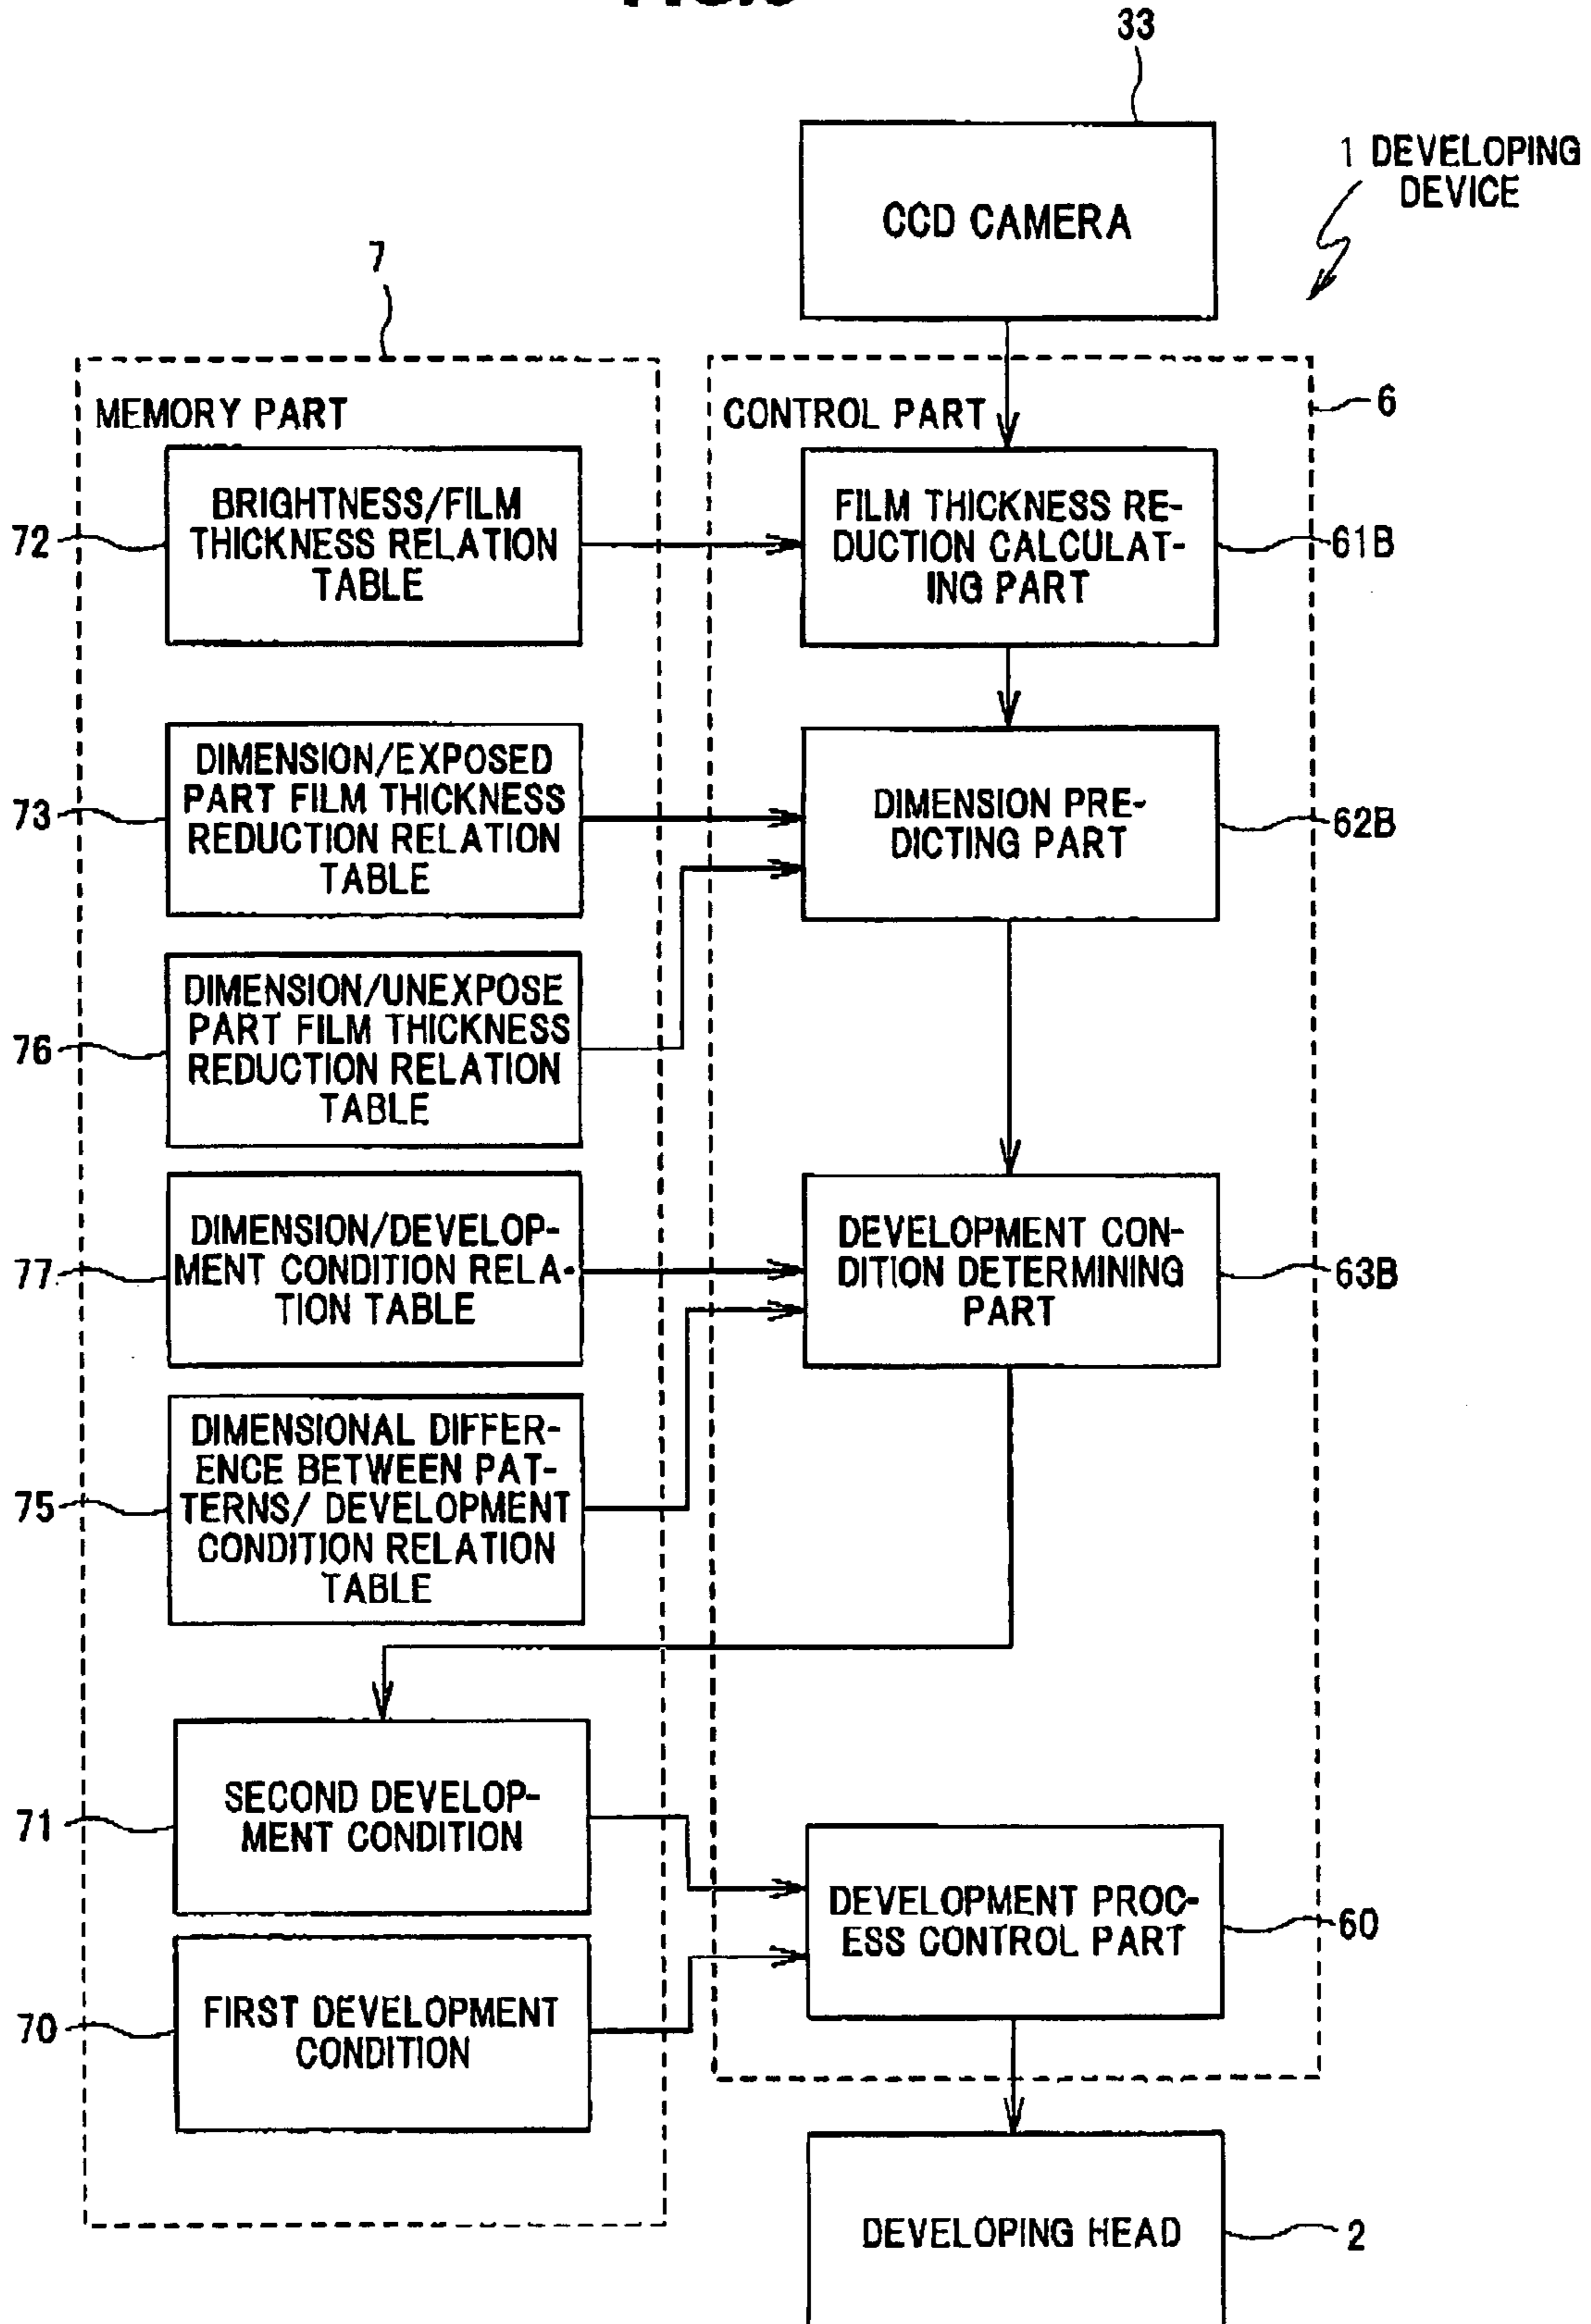 33
1 DEVELOPING
DEVICE
CCD CAMERA
7
MEMORY PART
CONTROL PART
6
72
BRIGHTNESS/FILM
THICKNESS RELATION
TABLE
FILM THICKNESS RE-
DUCTION CALCULAT-
ING PART
61B
73
DIMENSION/EXPOSED
PART FILM THICKNESS
REDUCTION RELATION
TABLE
DIMENSION PRE-
DICTING PART
62B
76
DIMENSION/UNEXPOSE
PART FILM THICKNESS
REDUCTION RELATION
TABLE
77
DIMENSION/DEVELOP-
MENT CONDITION RELA-
TION TABLE
DEVELOPMENT CON-
DITION DETERMINING
PART
63B
75
DIMENSIONAL DIFFER-
ENCE BETWEEN PAT-
TERNS/ DEVELOPMENT
CONDITION RELATION
TABLE
71
SECOND DEVELOP-
MENT CONDITION
DEVELOPMENT PROC-
ESS CONTROL PART
60
70
FIRST DEVELOPMENT
CONDITION
DEVELOPING HEAD
2